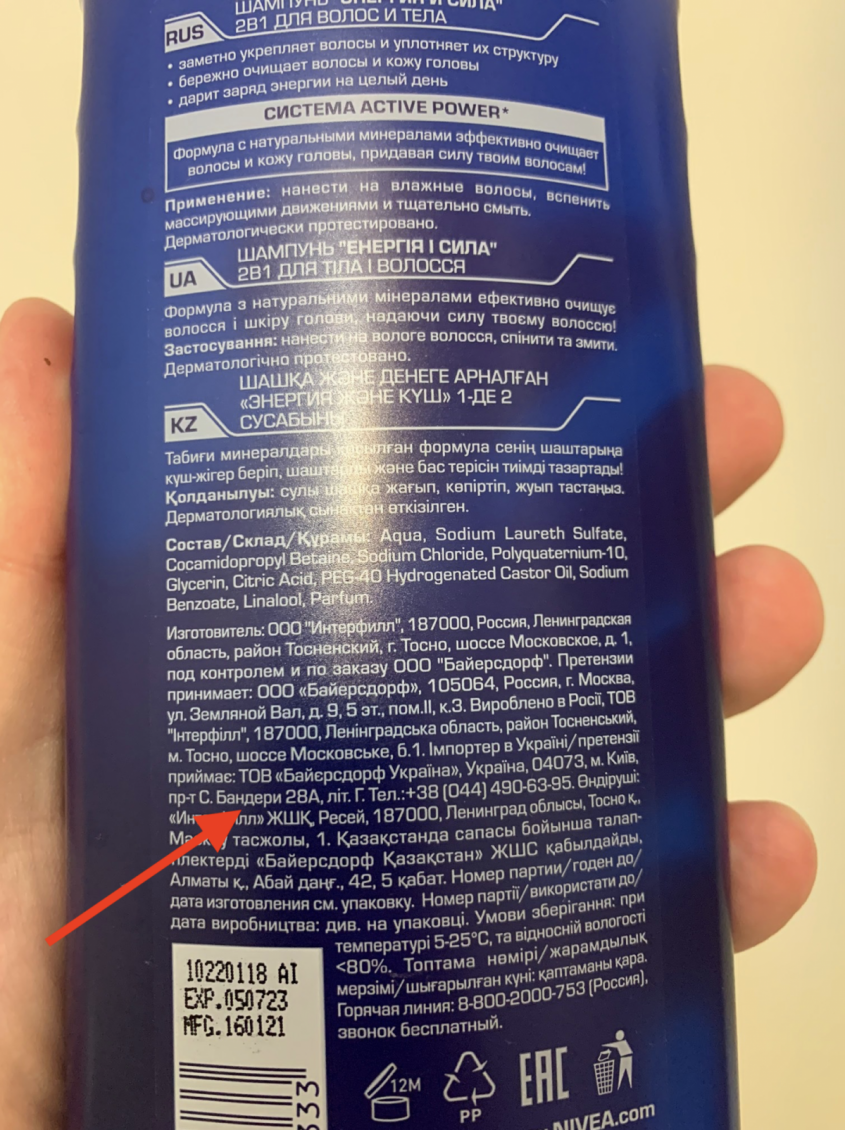 ШАМПУНЬ "ЭНЕРГИЯ И СИЛА"
RUS
2В1 ДЛЯ ВОЛОС И ТЕЛА
• заметно укрепляет волосы и уплотняет их структуру
• бережно очищает волосы и кожу головы
• дарит заряд энергии на целый день
СИСТЕМА ACTIVE POWER*
Формула с натуральными минералами эффективно очищает
волосы и кожу головы, придавая силу твоим волосам!
Применение: нанести на влажные волосы, вспенить
массирующими движениями и тщательно смыть.
Дерматологически протестировано.
ШАМПУНЬ "ЕНЕРГІЯ І СИЛА"
UA
2В1 ДЛЯ ТІЛА І ВОЛОССЯ
Формула з натуральними мінералами ефективно очищує
волосся і шкіру голови, надаючи силу твоєму волоссю!
Застосування: нанести на вологе волосся, спінити та змити.
Дерматологічно протестовано.
ШАШҚА ЖӘНЕ ДЕНЕГЕ АРНАЛҒАН
«ЭНЕРГИЯ ЖӘНЕ КҮШ» 1-ДЕ 2
KZ
СУСАБЫНЫ
Табиғи минералдары қосылған формула сенің шаштарыңа
күш-жігер беріп, шаштарды және бас терісін тиімді тазартады!
Қолданылуы: сулы шашқа жағып, көпіртіп, жуып тастаңыз.
Дерматологиялық сынақтан өткізілген.
Состав/Склад/Құрамы: Aqua, Sodium Laureth Sulfate,
Cocamidopropyl Betaine, Sodium Chloride, Polyquaternium-10,
Glycerin, Citric Acid, PEG-40 Hydrogenated Castor Oil, Sodium
Benzoate, Linalool, Parfum.
Изготовитель: ООО "Интерфилл", 187000, Россия, Ленинградская
область, район Тосненский, г. Тосно, шоссе Московское, д. 1,
под контролем и по заказу ООО "Байерсдорф". Претензии
принимает: ООО «Байерсдорф», 105064, Россия, г. Москва,
ул. Земляной Вал, д. 9, 5 эт., пом.II, к.3. Вироблено в Росії, ТОВ
"Інтерфілл", 187000, Ленінградська область, район Тосненський,
м. Тосно, шоссе Московське, б.1. Імпортер в Україні/претензії
приймає: ТОВ «Байєрсдорф Україна», Україна, 04073, м. Київ,
пр-т С. Бандери 28А, літ. Г. Тел.:+38 (044) 490-63-95. Өндіруші:
ЖШҚ, Ресей, 187000, Ленинград облысы, Тосно қ.,
тасжолы, 1. Қазақстанда сапасы бойынша талап-
тілектерді «Байерсдорф Қазақстан» ЖШС қабылдайды,
Алматы қ., Абай даңғ., 42, 5 қабат. Номер партии/годен до/
дата изготовления см. упаковку. Номер партії/використати до/
дата виробництва: див. на упаковці. Умови зберігання: при
температурі 5-25°С, та відносній вологості
<80%. Топтама нөмірі/жарамдылық
мерзімі/шығарылған күні: қаптаманы қара.
Горячая линия: 8-800-2000-753 (Россия),
звонок бесплатный.
10220118 AI
EXP.050723
MFG.160121
333
12M
PP
EAC
NIVEA.com